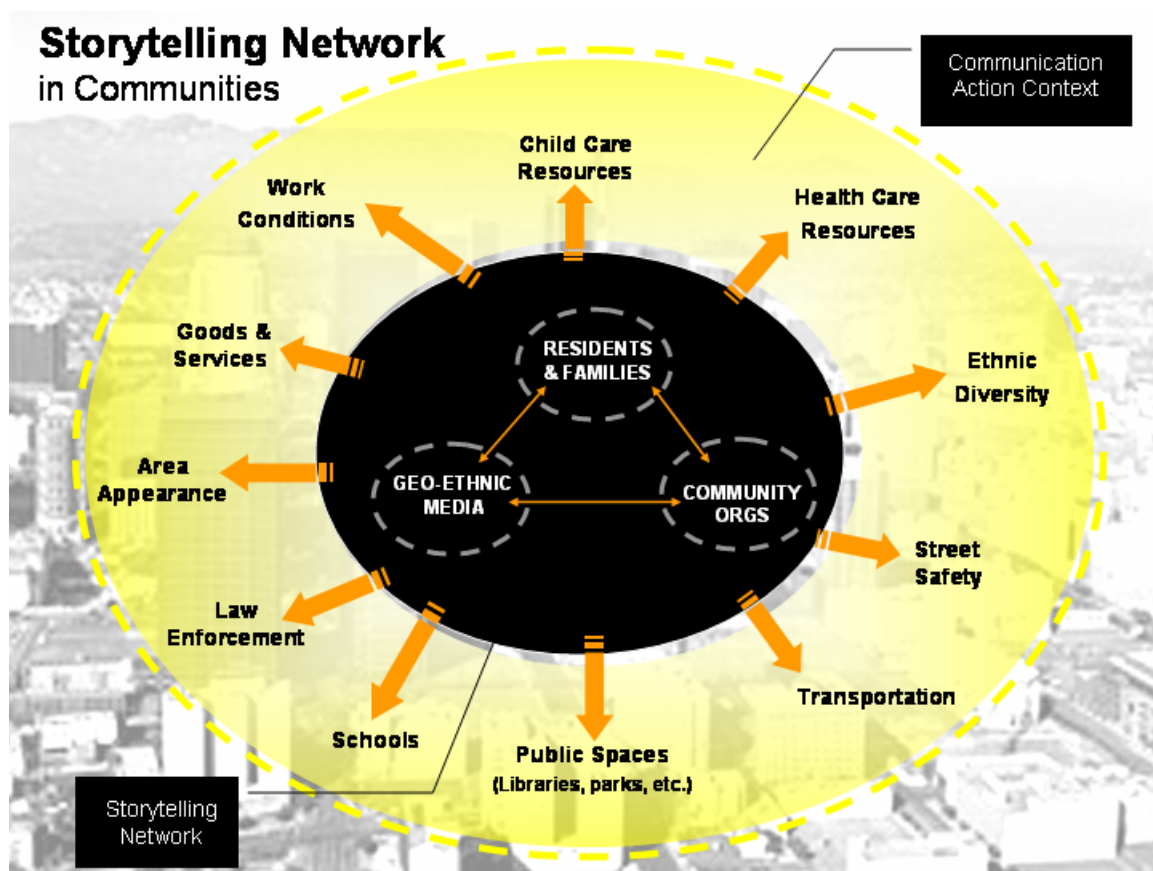 Storytelling Network
in Communities
Communication
Action Context
Child Care
Resources
Work
Conditions
Health Care
Resources
Goods &
Services
RESIDENTS
& FAMILIES
Ethnic
Diversity
Area
Appearance
GEO-ETHNIC
MEDIA
COMMUNITY
ORGS
Street
Safety
Law
Enforcement
Transportation
Schools
Public Spaces
(Libraries, parks, etc.)
Storytelling
Network